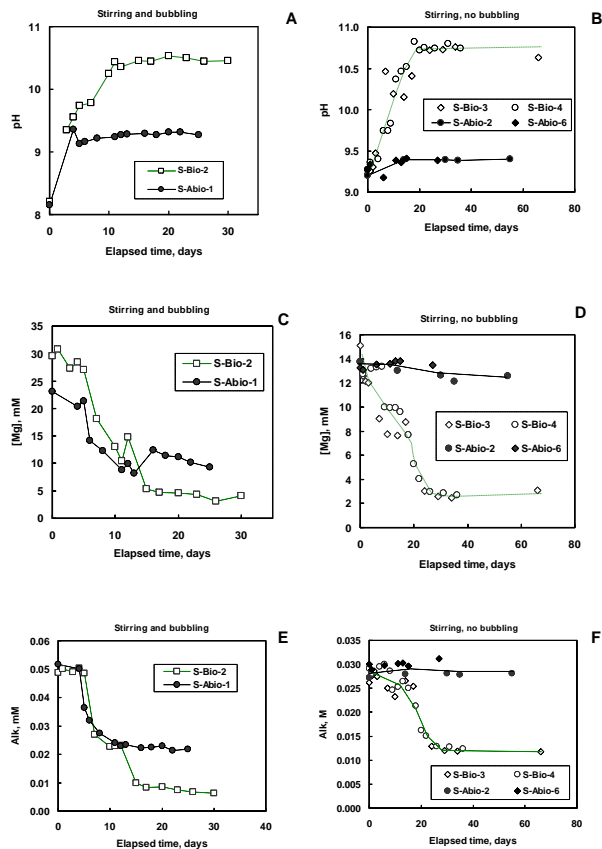 Stirring and bubbling
A
pH
11
10
9
8
0
10
20
30
Elapsed time, days
S-Bio-2
S-Abio-1
Stirring, no bubbling
B
pH
11.0
10.5
10.0
9.5
9.0
0
20
40
60
80
Elapsed time, days
S-Bio-3
S-Bio-4
S-Abio-2
S-Abio-6
Stirring and bubbling
C
[Mg], mM
35
30
25
20
15
10
5
0
0
10
20
30
Elapsed time, days
S-Bio-2
S-Abio-1
Stirring, no bubbling
D
[Mg], mM
16
14
12
10
8
6
4
2
0
0
20
40
60
80
Elapsed time, days
S-Bio-3
S-Bio-4
S-Abio-2
S-Abio-6
Stirring and bubbling
E
Alk, mM
0.06
0.05
0.04
0.03
0.02
0.01
0.00
0
10
20
30
40
Elapsed time, days
S-Bio-2
S-Abio-1
Stirring, no bubbling
F
Alk, M
0.035
0.030
0.025
0.020
0.015
0.010
0.005
0.000
0
20
40
60
80
Elapsed time, days
S-Bio-3
S-Bio-4
S-Abio-2
S-Abio-6